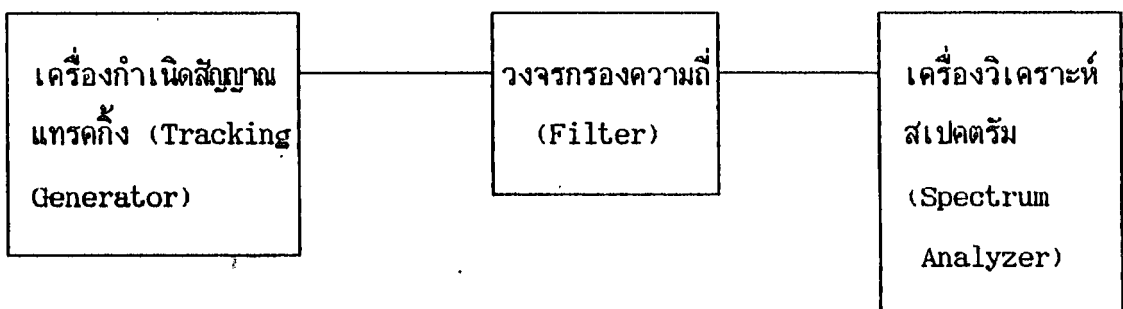 เครื่องกำเนิดสัญญาณ
แทรคกิ้ง (Tracking
Generator)
วงจรกรองความถี่
(Filter)
เครื่องวิเคราะห์
สเปคตรัม
(Spectrum
Analyzer)